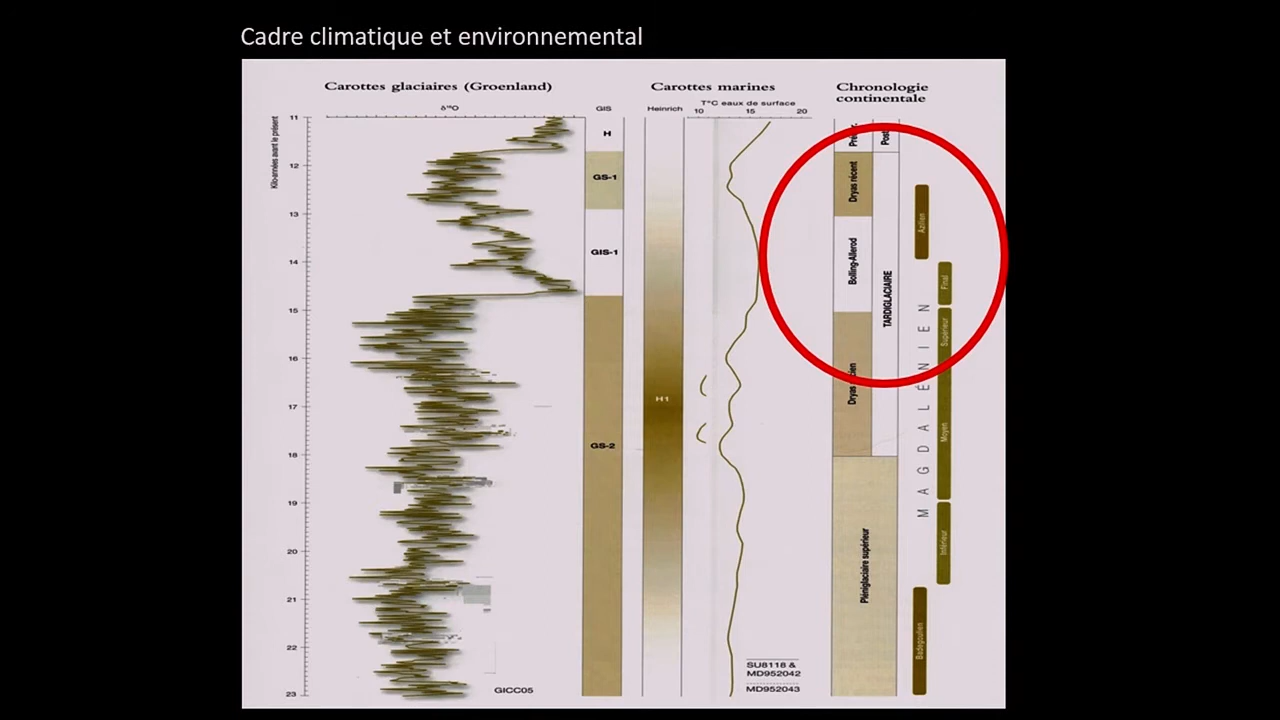 Cadre climatique et environnemental
Carottes glaciaires (Groenland)
Carottes marines
Chronologie
continentale
δ¹⁸O
GIS
Heinrich
T°C eaux de surface
10
15
20
Kilo-années avant le présent
11
12
13
14
15
16
17
18
19
20
21
22
23
H
GS-1
GIS-1
GS-2
H1
GICC05
SU8118 &
MD952042
MD952043
Dryas récent
Bolling-Allerod
Pléniglaciaire supérieur
TARDIGLACIAIRE
MAGDALÉNIEN
Azilien
Final
Supérieur
Moyen
Inférieur
Badegoulien